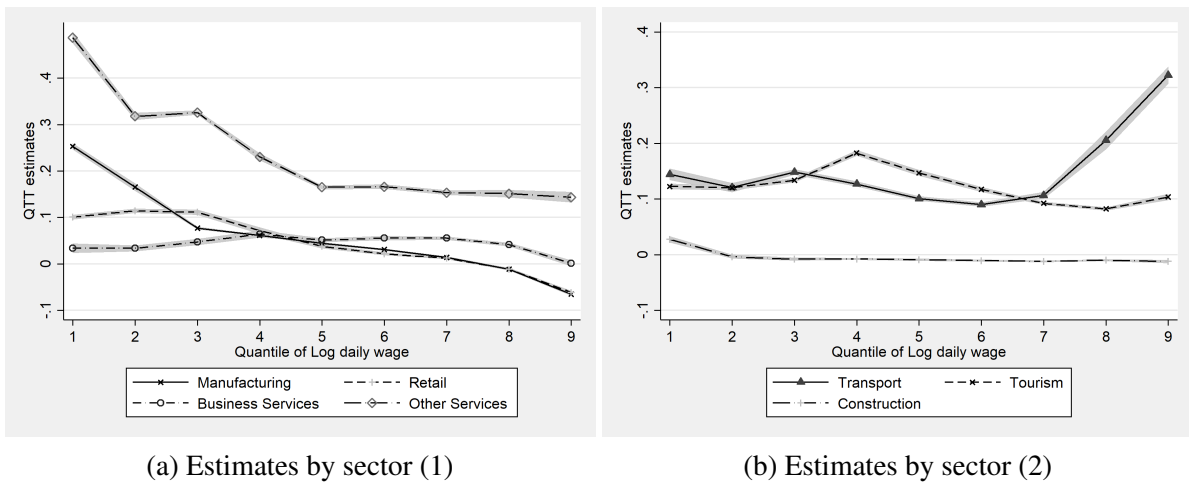 QTT estimates
.4
.3
.2
.1
0
-.1
1 2 3 4 5 6 7 8 9
Quantile of Log daily wage
Manufacturing Retail
Business Services Other Services
(a) Estimates by sector (1)
QTT estimates
.4
.3
.2
.1
0
-.1
1 2 3 4 5 6 7 8 9
Quantile of Log daily wage
Transport Tourism
Construction
(b) Estimates by sector (2)